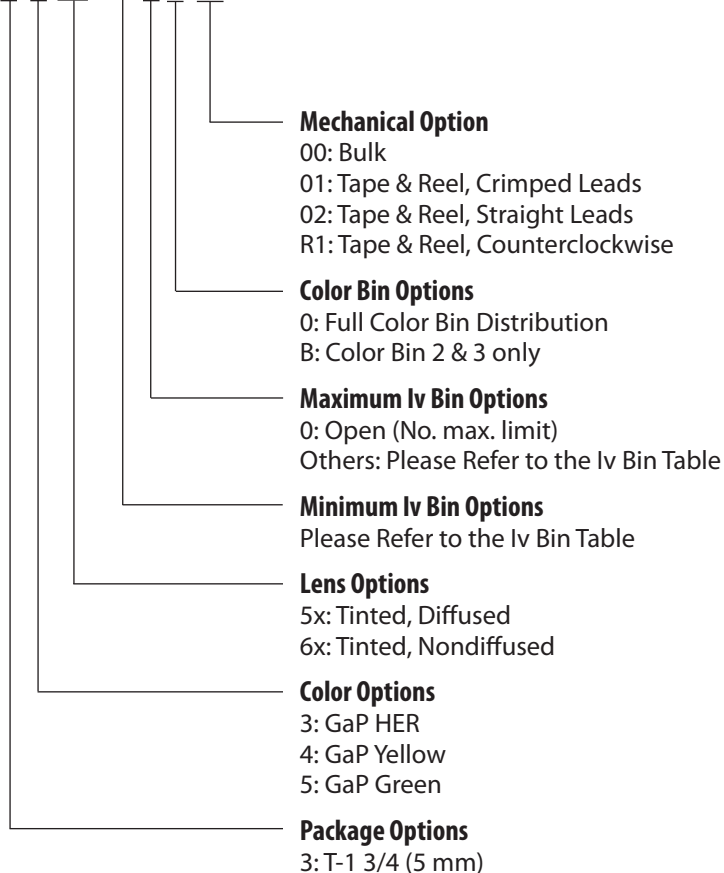 Mechanical Option
00: Bulk
01: Tape & Reel, Crimped Leads
02: Tape & Reel, Straight Leads
R1: Tape & Reel, Counterclockwise
Color Bin Options
0: Full Color Bin Distribution
B: Color Bin 2 & 3 only
Maximum Iv Bin Options
0: Open (No. max. limit)
Others: Please Refer to the Iv Bin Table
Minimum Iv Bin Options
Please Refer to the Iv Bin Table
Lens Options
5x: Tinted, Diffused
6x: Tinted, Nondiffused
Color Options
3: GaP HER
4: GaP Yellow
5: GaP Green
Package Options
3: T-1 3/4 (5 mm)